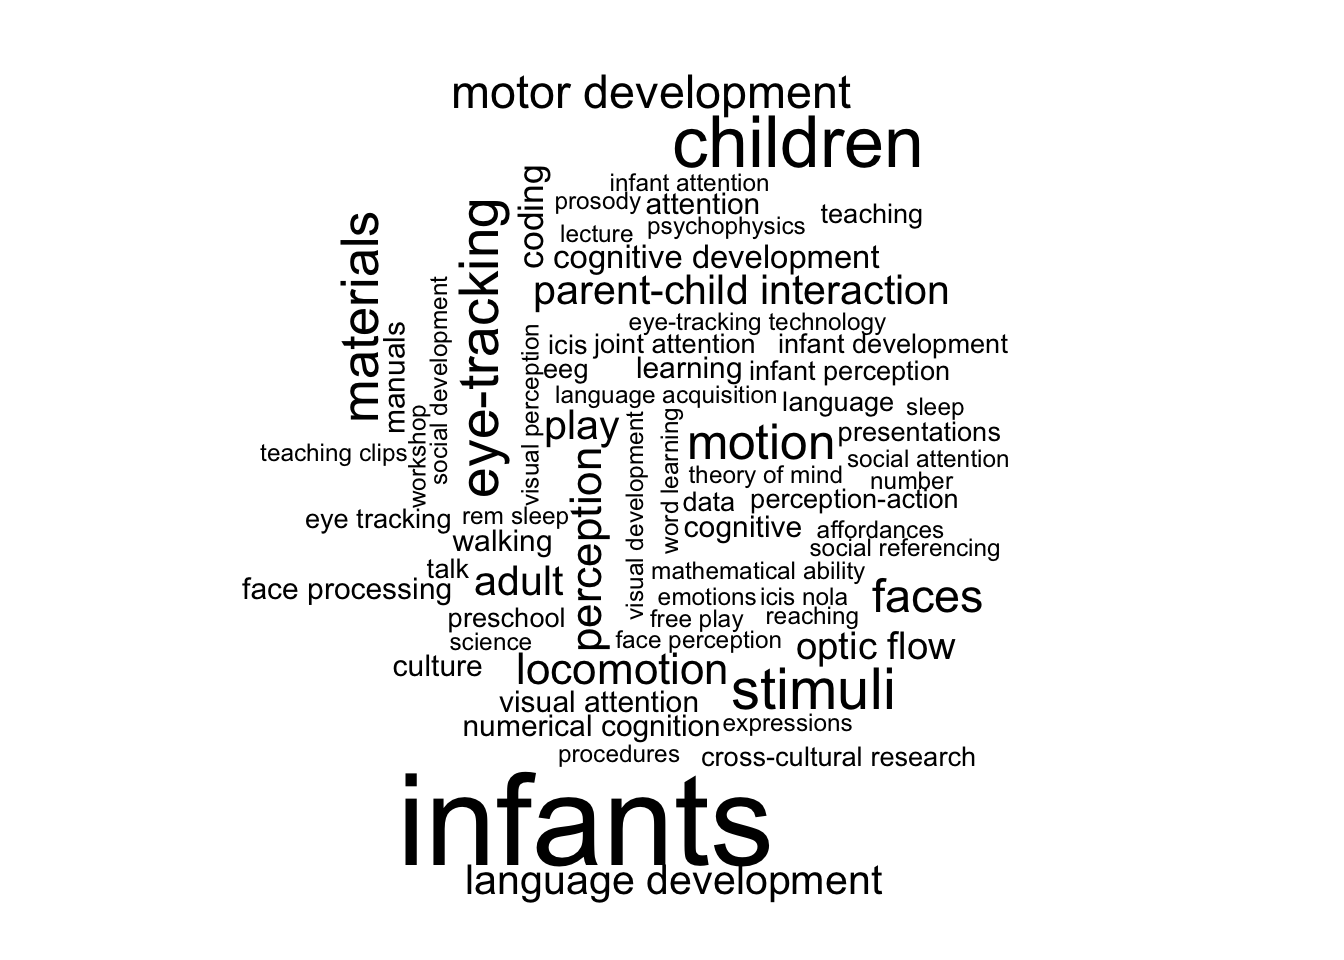 motor development
children
infant attention
prosody
attention
teaching
psychophysics
lecture
coding
cognitive development
materials
eye-tracking
parent-child interaction
manuals
social development
eye-tracking technology
visual perception
icis
joint attention
infant development
eeg
learning
infant perception
language acquisition
language
sleep
play
motion
presentations
workshop
teaching clips
visual development
word learning
social attention
theory of mind
number
perception
data
perception-action
eye tracking
rem sleep
cognitive
affordances
walking
social referencing
talk
mathematical ability
face processing
adult
emotions
icis nola
faces
preschool
free play
reaching
science
face perception
optic flow
culture
locomotion
stimuli
visual attention
numerical cognition
expressions
procedures
cross-cultural research
infants
language development